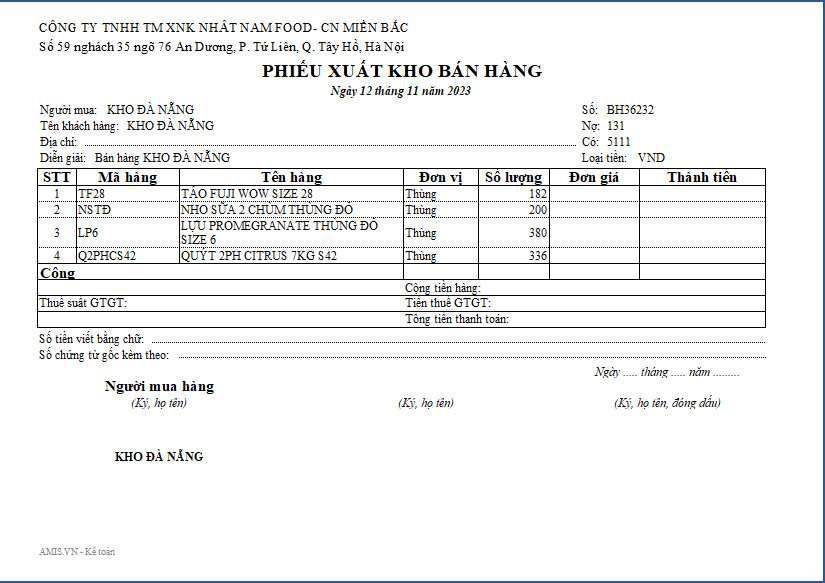 CÔNG TY TNHH TM XNK NHẤT NAM FOOD- CN MIỀN BẮC
Số 59 nghách 35 ngõ 76 An Dương, P. Tứ Liên, Q. Tây Hồ, Hà Nội
PHIẾU XUẤT KHO BÁN HÀNG
Ngày 12 tháng 11 năm 2023
Người mua: KHO ĐÀ NẴNG Số: BH36232
Tên khách hàng: KHO ĐÀ NẴNG Nợ: 131
Địa chỉ: Có: 5111
Diễn giải: Bán hàng KHO ĐÀ NẴNG Loại tiền: VND
STT Mã hàng Tên hàng Đơn vị Số lượng Đơn giá Thành tiền
1 TF28 TÁO FUJI WOW SIZE 28 Thùng 182
2 NSTĐ NHO SỮA 2 CHÙM THÙNG ĐỎ Thùng 200
3 LP6 LỰU PROMEGRANATE THÙNG ĐỎ SIZE 6 Thùng 380
4 Q2PHCS42 QUÝT 2PH CITRUS 7KG S42 Thùng 336
Cộng
Cộng tiền hàng:
Thuế suất GTGT: Tiền thuế GTGT:
Tổng tiền thanh toán:
Số tiền viết bằng chữ:
Số chứng từ gốc kèm theo:
Ngày ..... tháng ..... năm .........
Người mua hàng
(Ký, họ tên) (Ký, họ tên) (Ký, họ tên, đóng dấu)
KHO ĐÀ NẴNG
AMIS.VN - Kế toán